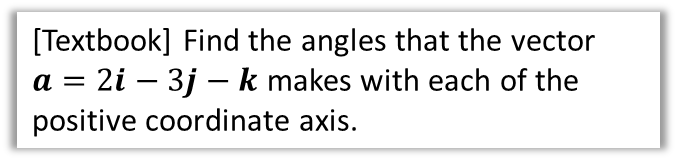 [Textbook] Find the angles that the vector
a = 2i − 3j − k makes with each of the
positive coordinate axis.